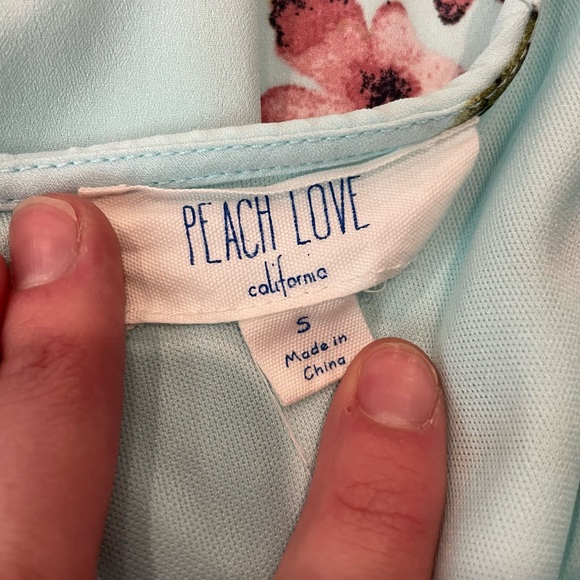 PEACH LOVE
california
S
Made in
China